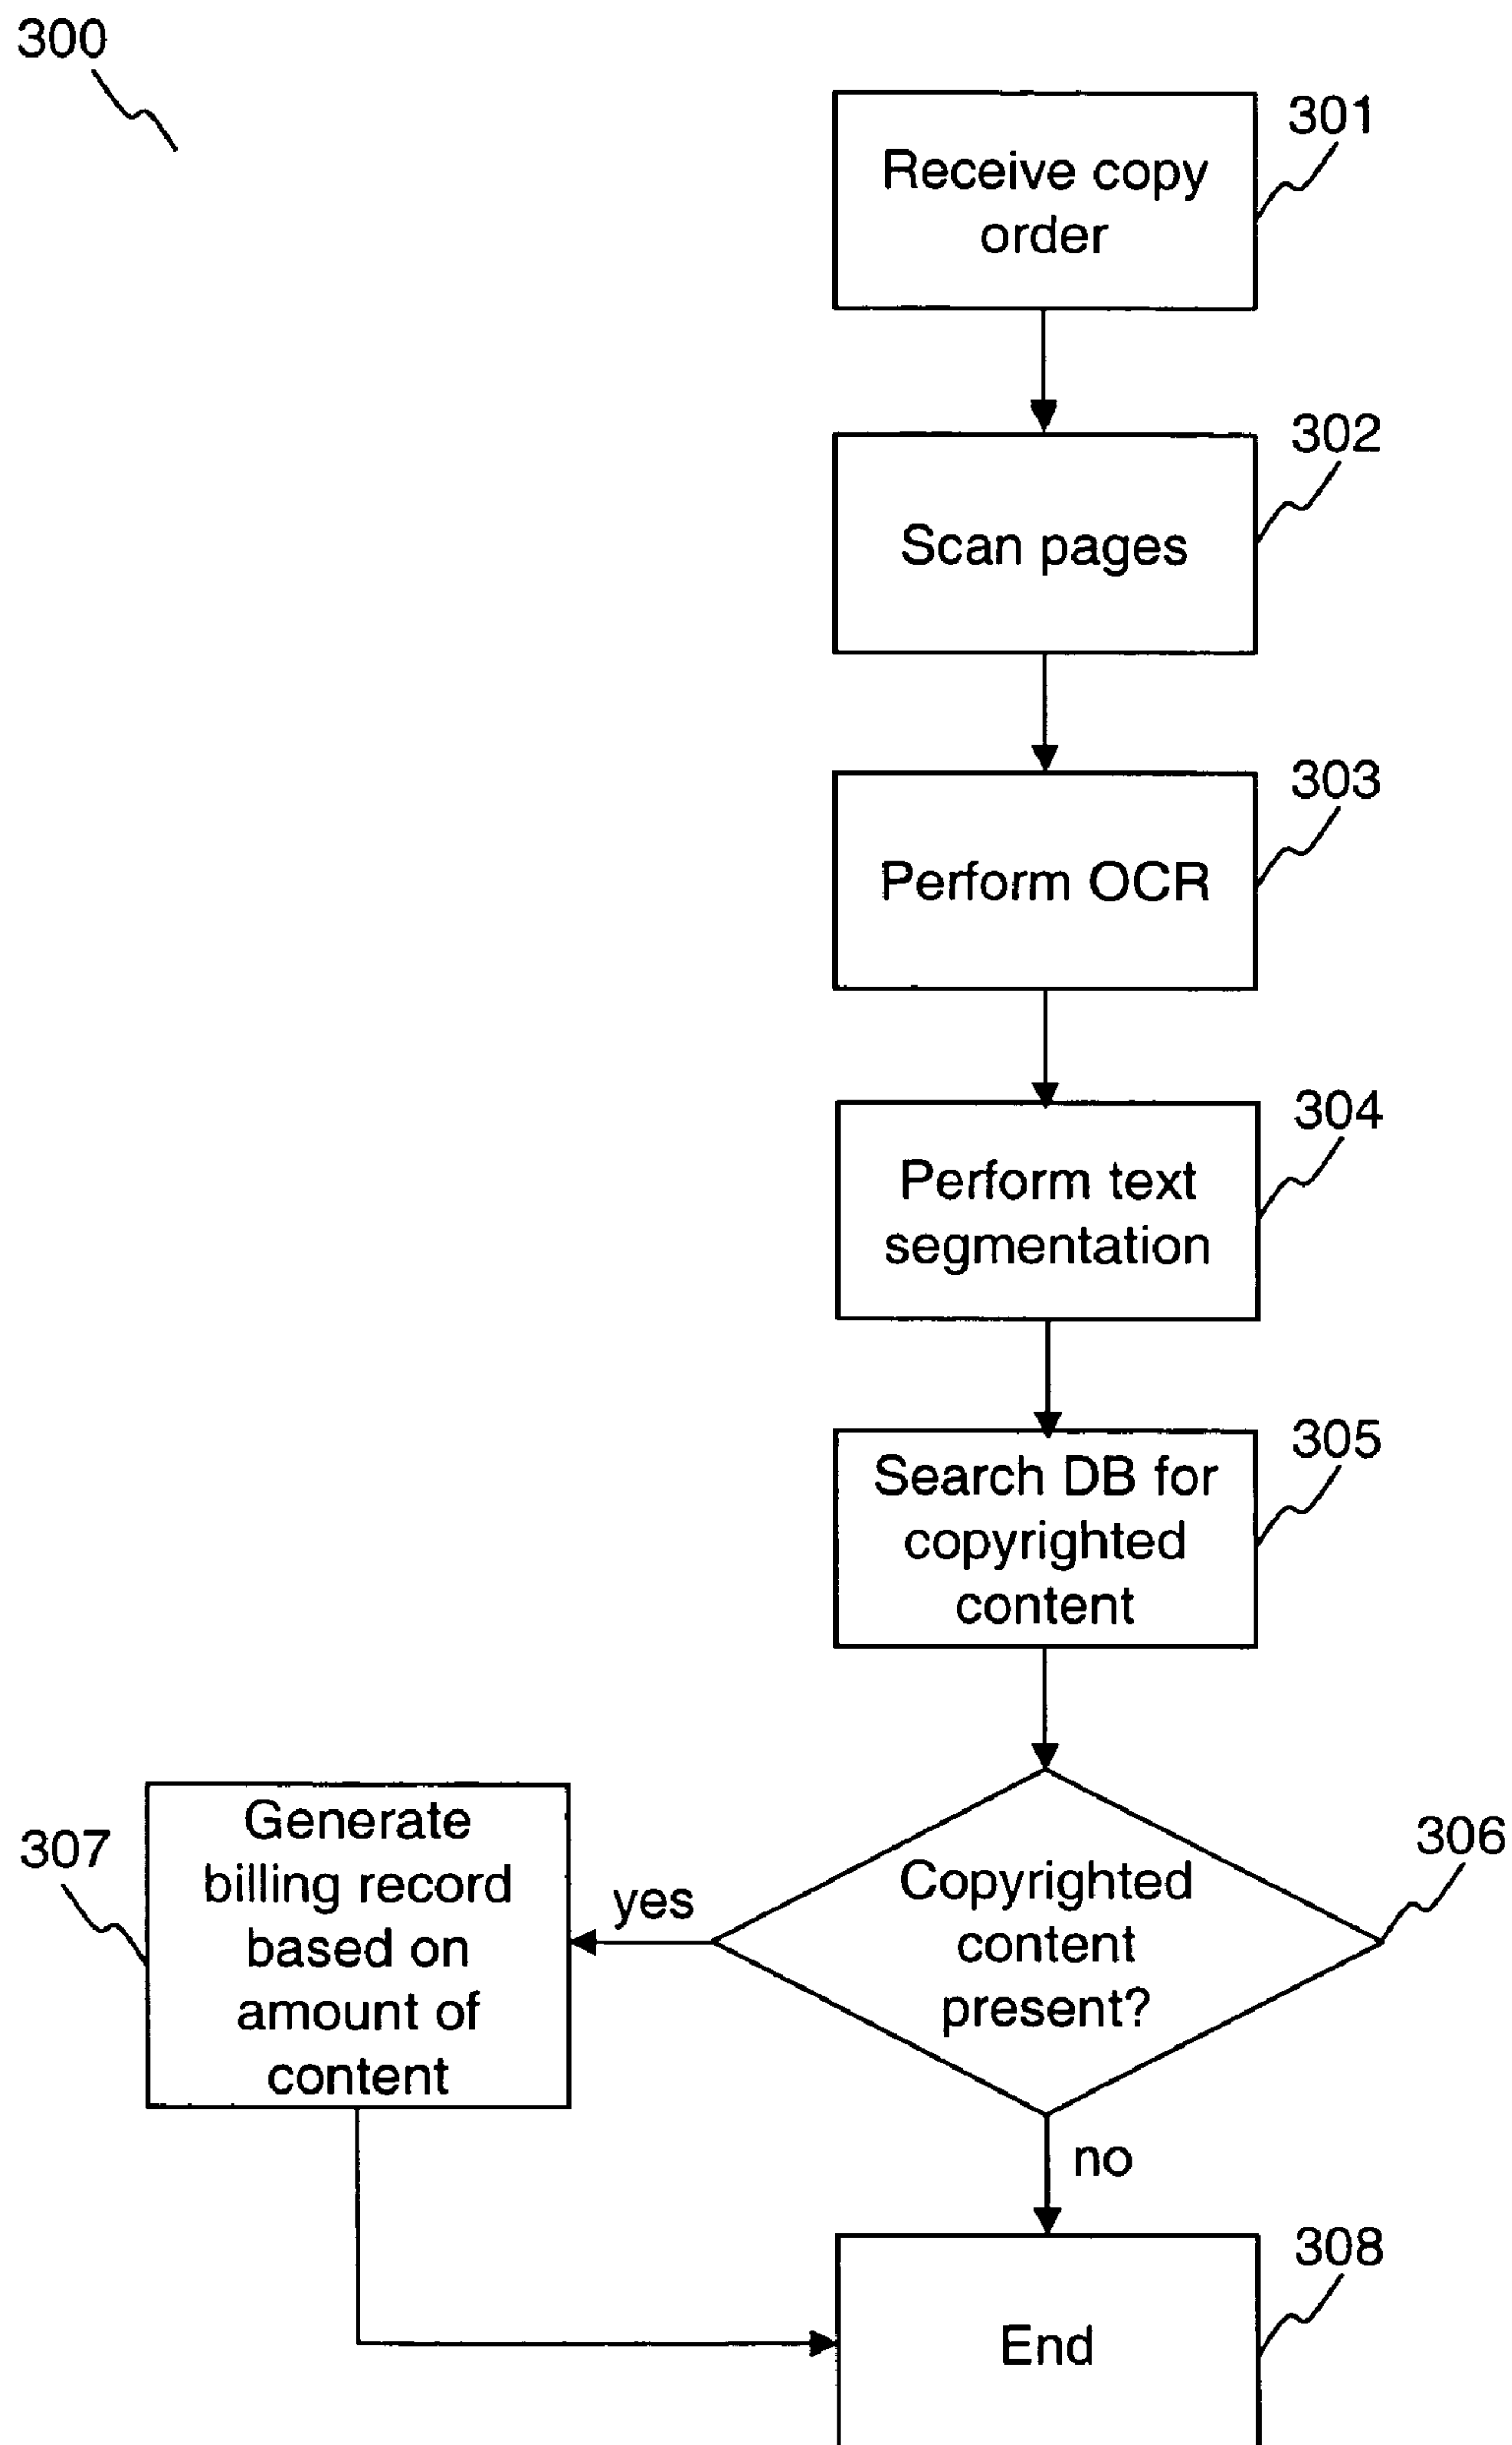 300
301
Receive copy
order
302
Scan pages
303
Perform OCR
304
Perform text
segmentation
305
Search DB for
copyrighted
content
306
Copyrighted
content
present?
yes
307
Generate
billing record
based on
amount of
content
no
308
End